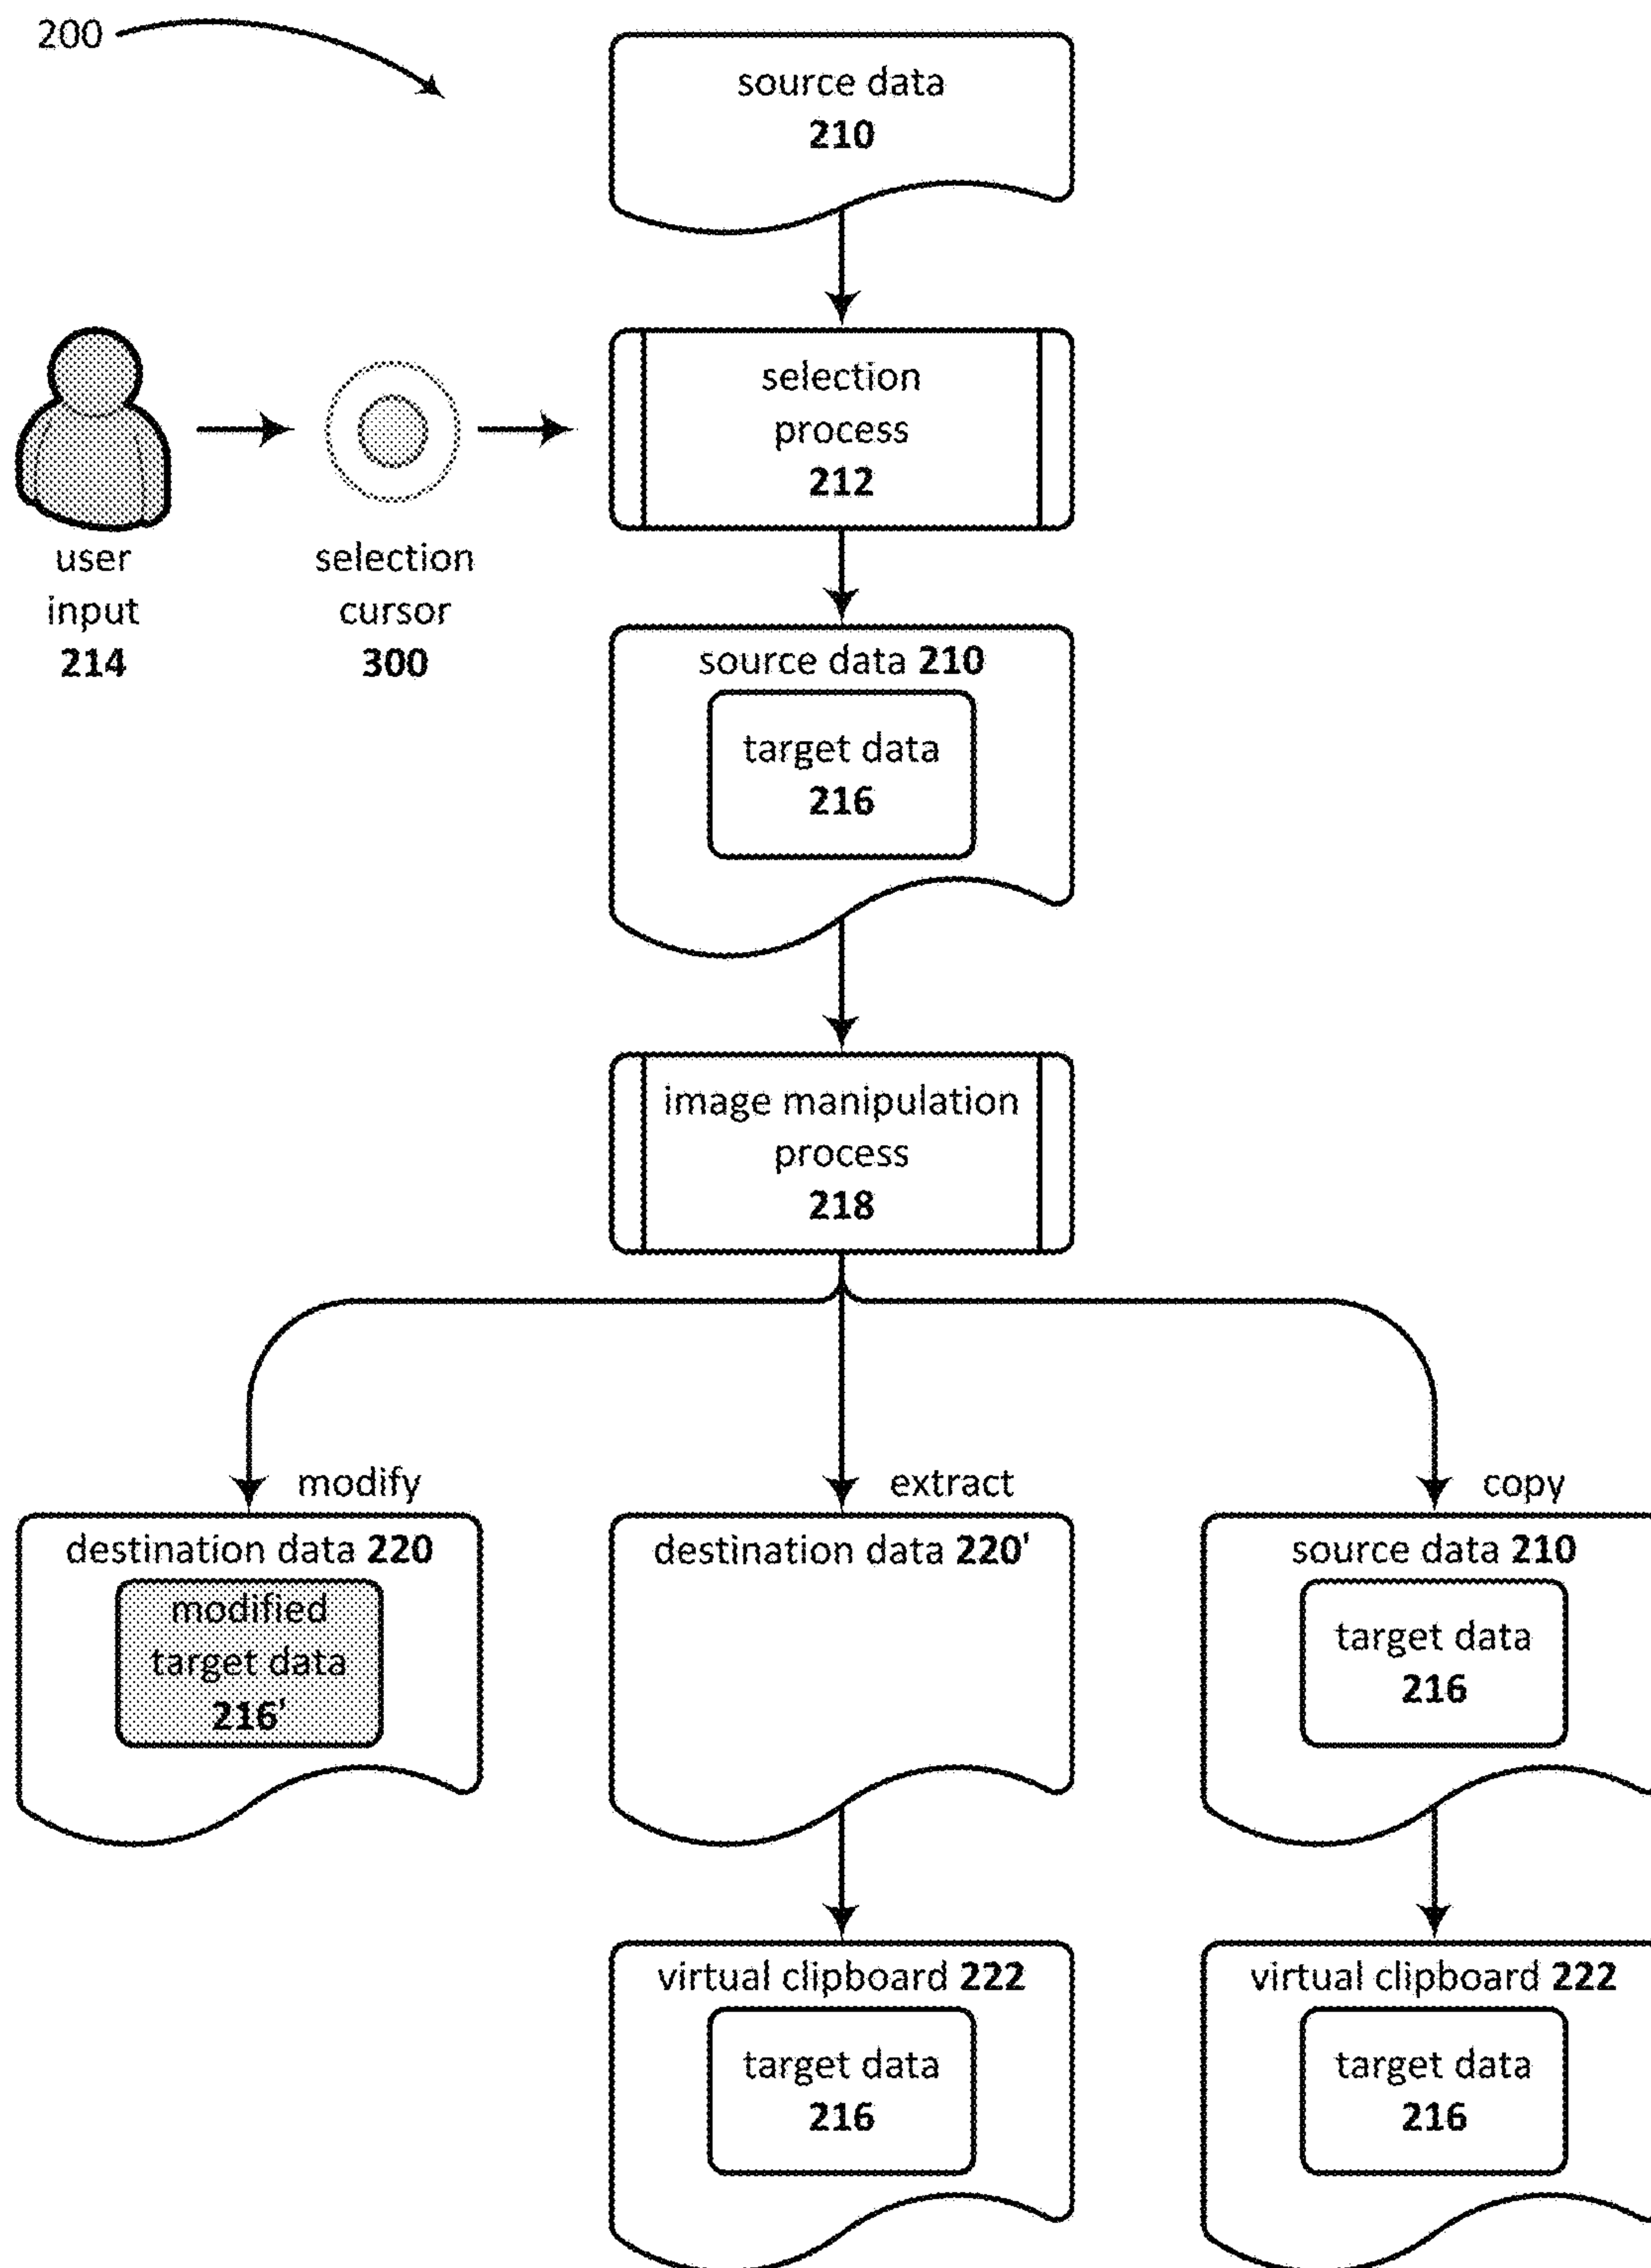 200
source data
210
selection
process
212
user
input
214
selection
cursor
300
source data 210
target data
216
image manipulation
process
218
modify
extract
copy
destination data 220
modified
target data
216'
destination data 220'
source data 210
target data
216
virtual clipboard 222
target data
216
virtual clipboard 222
target data
216